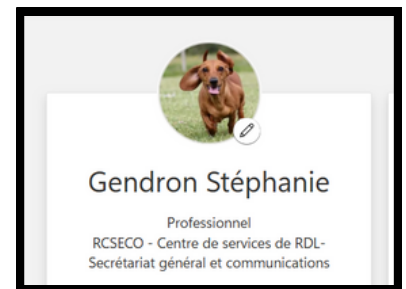 Gendron Stéphanie
Professionnel
RCSECO - Centre de services de RDL-
Secrétariat général et communications